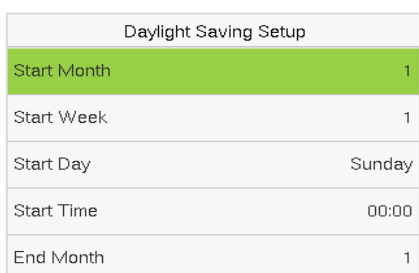 Daylight Saving Setup
Start Month 1
Start Week 1
Start Day Sunday
Start Time 00:00
End Month 1